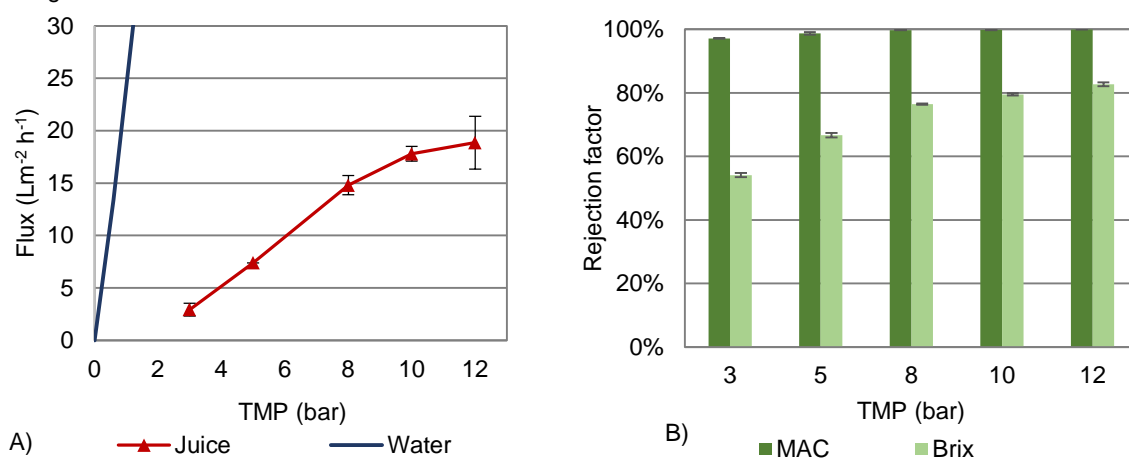 30
25
20
15
10
5
0
Flux (Lm-2 h-1)
0 2 4 6 8 10 12
TMP (bar)
A)
Juice Water
100%
80%
60%
40%
20%
0%
Rejection factor
3 5 8 10 12
TMP (bar)
B)
MAC Brix